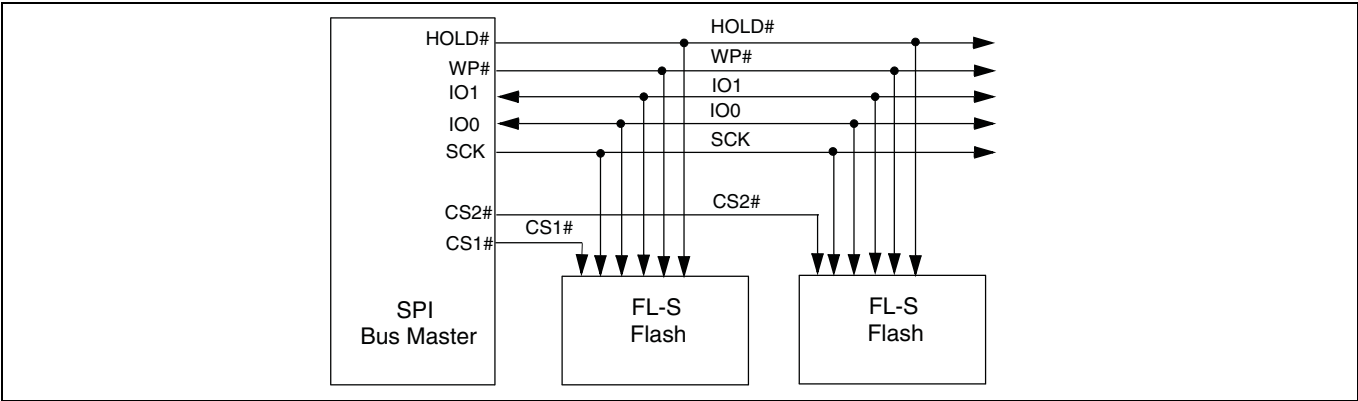 HOLD#
HOLD#
WP#
WP#
IO1
IO1
IO0
IO0
SCK
SCK
CS2#
CS2#
CS1#
CS1#
SPI
Bus Master
FL-S
Flash
FL-S
Flash